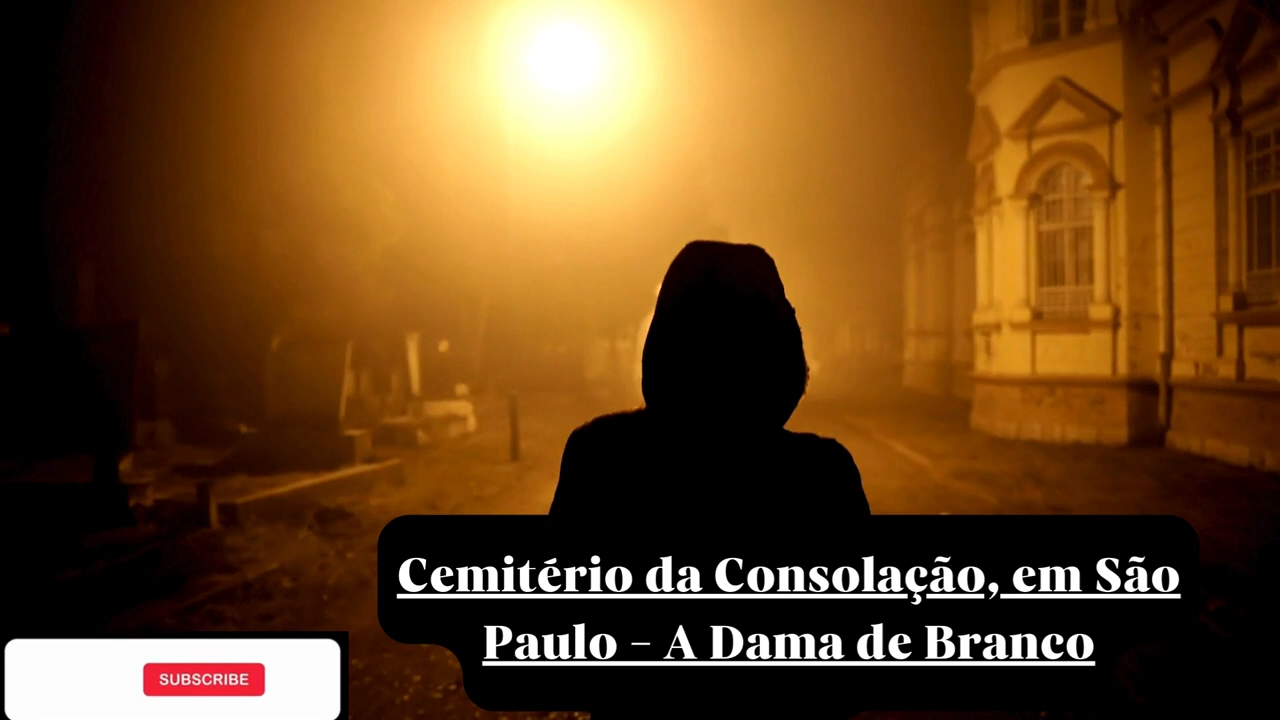 Cemitério da Consolação, em São
Paulo – A Dama de Branco
SUBSCRIBE